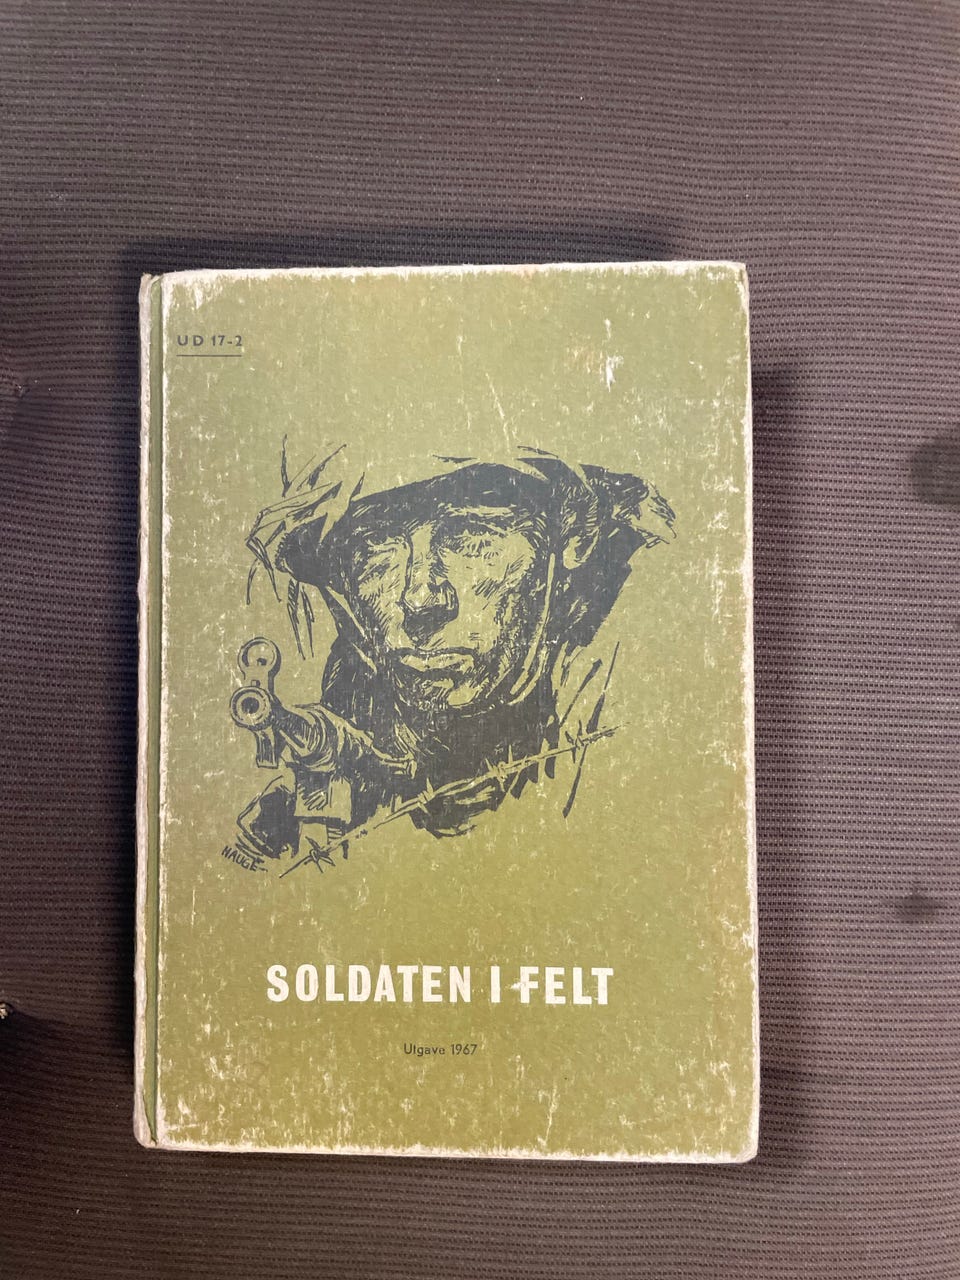 UD 17-2
HAUGE
SOLDATEN I FELT
Utgave 1967